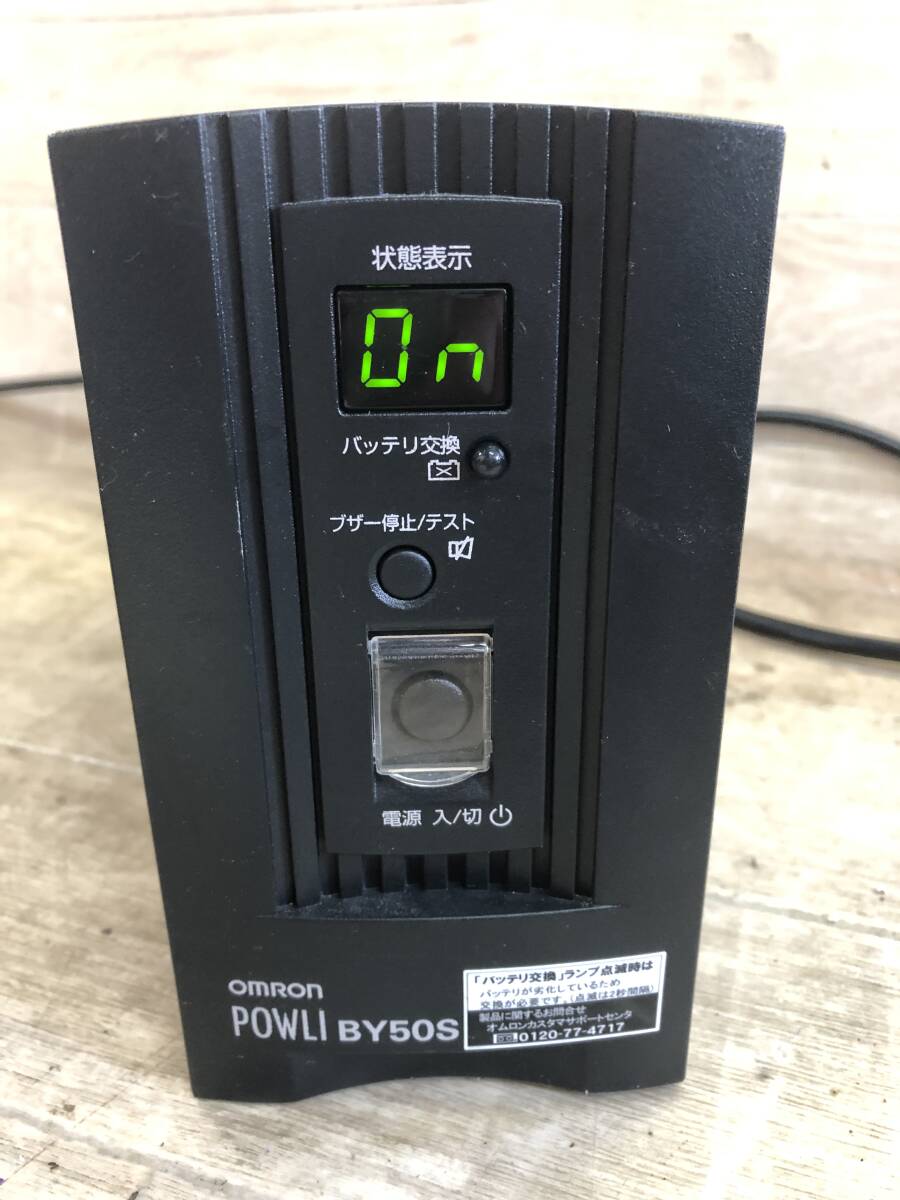 状態表示
On
バッテリ交換
ブザー停止/テスト
電源 入/切
OMRON
POWLI BY50S
「バッテリ交換」ランプ点滅時は
バッテリが劣化しているため
交換が必要です。(点滅は2秒間隔)
製品に関するお問合せ
オムロンカスタマサポートセンタ
0120-77-4717